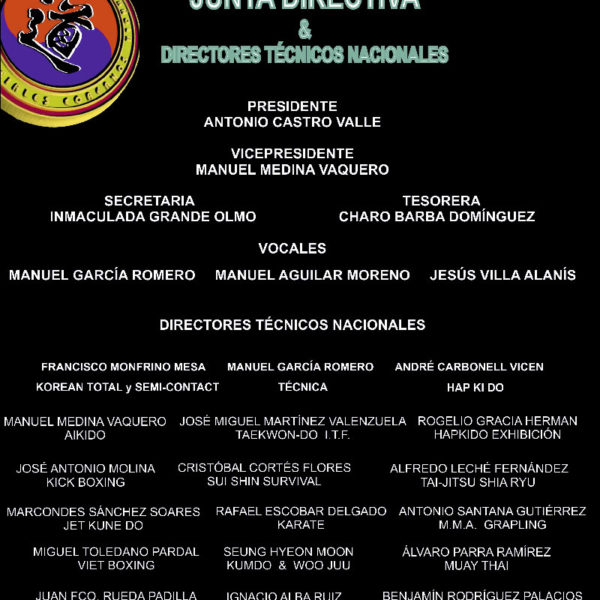 JUNTA DIRECTIVA
&
DIRECTORES TÉCNICOS NACIONALES
PRESIDENTE
ANTONIO CASTRO VALLE
VICEPRESIDENTE
MANUEL MEDINA VAQUERO
SECRETARIA TESORERA
INMACULADA GRANDE OLMO CHARO BARBA DOMÍNGUEZ
VOCALES
MANUEL GARCÍA ROMERO MANUEL AGUILAR MORENO JESÚS VILLA ALANÍS
DIRECTORES TÉCNICOS NACIONALES
FRANCISCO MONFRINO MESA MANUEL GARCÍA ROMERO ANDRÉ CARBONELL VICEN
KOREAN TOTAL y SEMI-CONTACT TÉCNICA HAP KI DO
MANUEL MEDINA VAQUERO JOSÉ MIGUEL MARTÍNEZ VALENZUELA ROGELIO GRACIA HERMAN
AIKIDO TAEKWON-DO I.T.F. HAPKIDO EXHIBICIÓN
JOSÉ ANTONIO MOLINA CRISTÓBAL CORTÉS FLORES ALFREDO LECHÉ FERNÁNDEZ
KICK BOXING SUI SHIN SURVIVAL TAI-JITSU SHIA RYU
MARCONDES SÁNCHEZ SOARES RAFAEL ESCOBAR DELGADO ANTONIO SANTANA GUTIÉRREZ
JET KUNE DO KARATE M.M.A. GRAPLING
MIGUEL TOLEDANO PARDAL SEUNG HYEON MOON ÁLVARO PARRA RAMÍREZ
VIET BOXING KUMDO & WOO JUU MUAY THAI
JUAN FCO. RUEDA PADILLA IGNACIO ALBA RUIZ BENJAMÍN RODRÍGUEZ PALACIOS